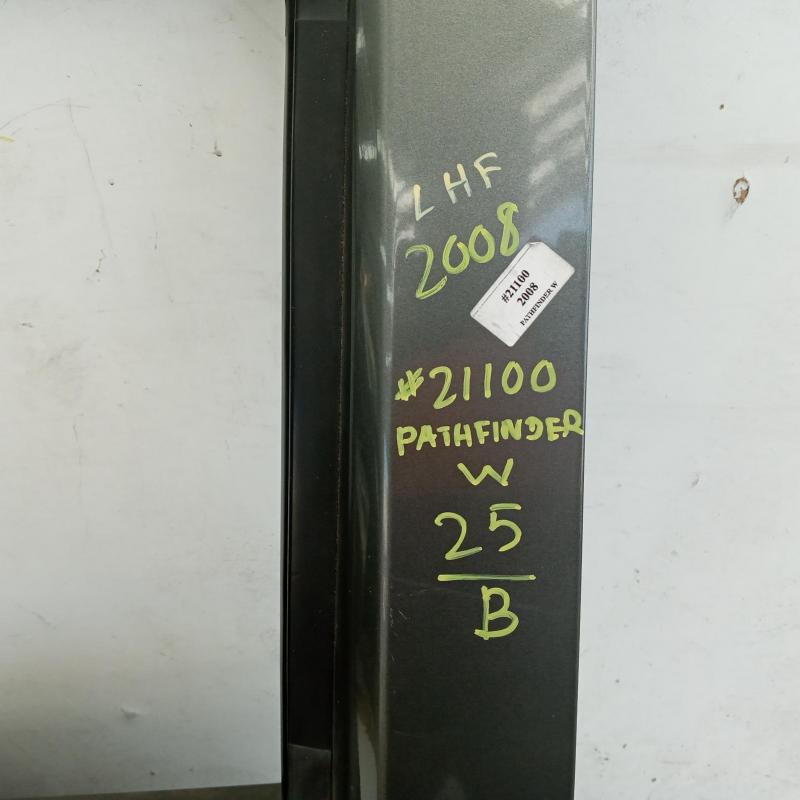 LHF
2008
#21100
2008
PATHFINDER W
#21100
PATHFINDER
W
25
B